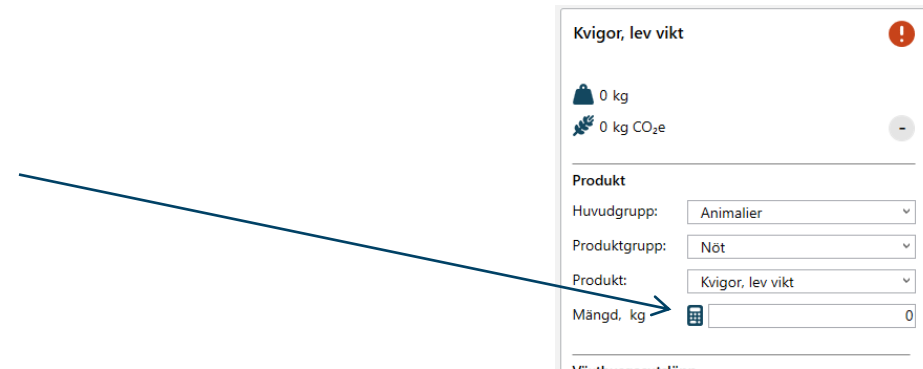 Kvigor, lev vikt
0 kg
0 kg CO₂e
-
Produkt
Huvudgrupp: Animalier
Produktgrupp: Nöt
Produkt: Kvigor, lev vikt
Mängd, kg 0